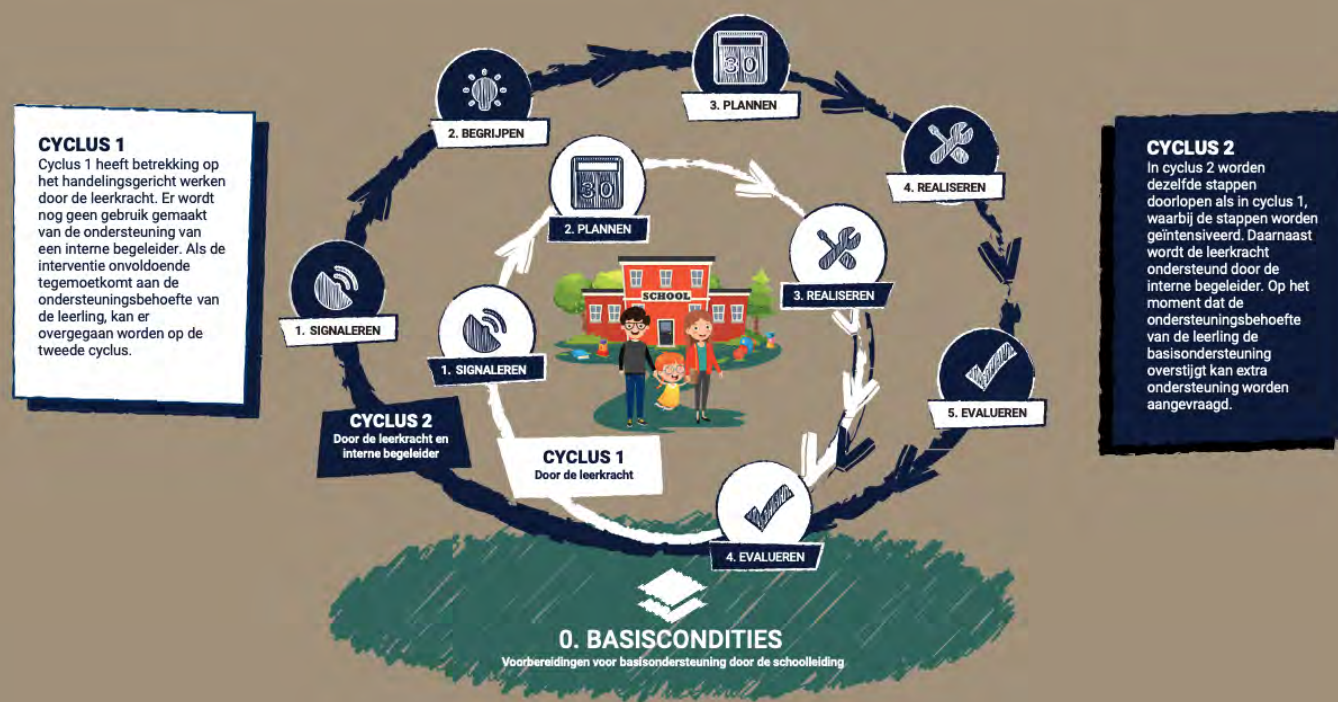 CYCLUS 1
Cyclus 1 heeft betrekking op
het handelingsgericht werken
door de leerkracht. Er wordt
nog geen gebruik gemaakt
van de ondersteuning van
een interne begeleider. Als de
interventie onvoldoende
tegemoetkomt aan de
ondersteuningsbehoefte van
de leerling, kan er
overgegaan worden op de
tweede cyclus.
1. SIGNALEREN
2. BEGRIJPEN
3. PLANNEN
30
4. REALISEREN
5. EVALUEREN
CYCLUS 2
Door de leerkracht en
interne begeleider
1. SIGNALEREN
2. PLANNEN
30
3. REALISEREN
4. EVALUEREN
CYCLUS 1
Door de leerkracht
SCHOOL
0. BASISCONDITIES
Voorbereidingen voor basisondersteuning door de schoolleiding
CYCLUS 2
In cyclus 2 worden
dezelfde stappen
doorlopen als in cyclus 1,
waarbij de stappen worden
geïntensiveerd. Daarnaast
wordt de leerkracht
ondersteund door de
interne begeleider. Op het
moment dat de
ondersteuningsbehoefte
van de leerling de
basisondersteuning
overstijgt kan extra
ondersteuning worden
aangevraagd.